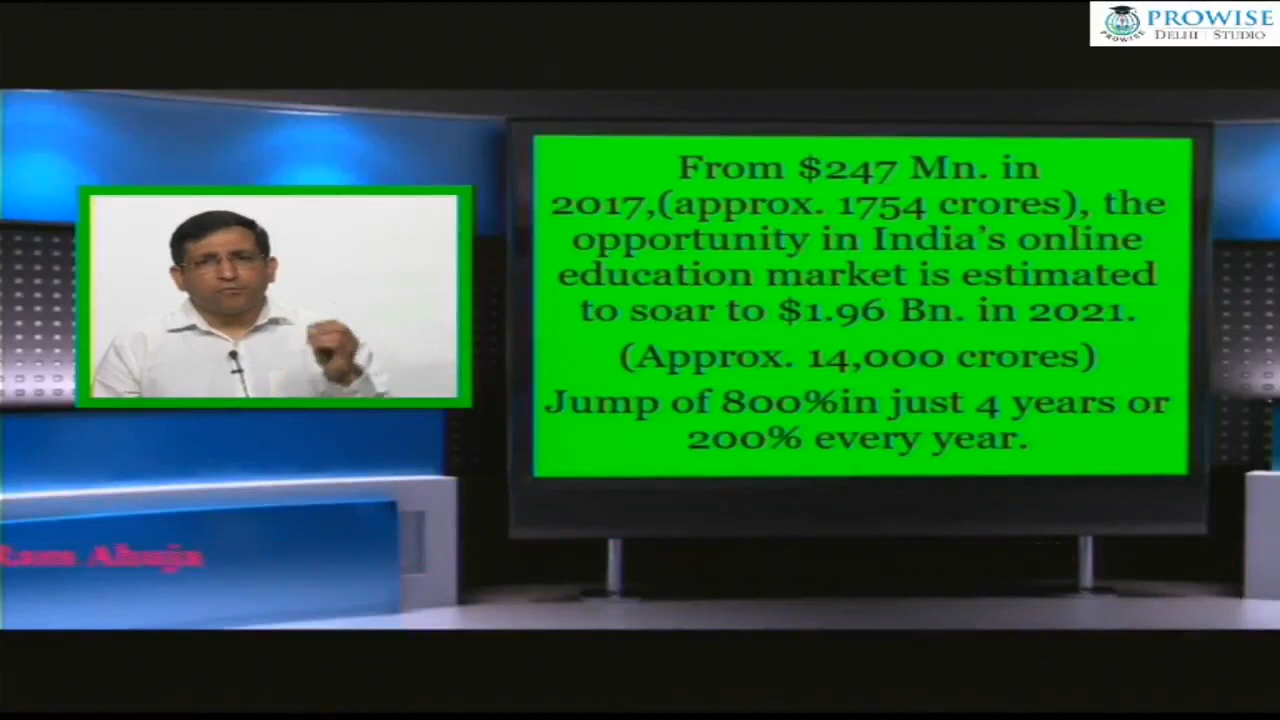 PROWISE
DELHI | STUDIO
PROWISE
From $247 Mn. in
2017,(approx. 1754 crores), the
opportunity in India's online
education market is estimated
to soar to $1.96 Bn. in 2021.
(Approx. 14,000 crores)
Jump of 800%in just 4 years or
200% every year.
Ram Ahuja